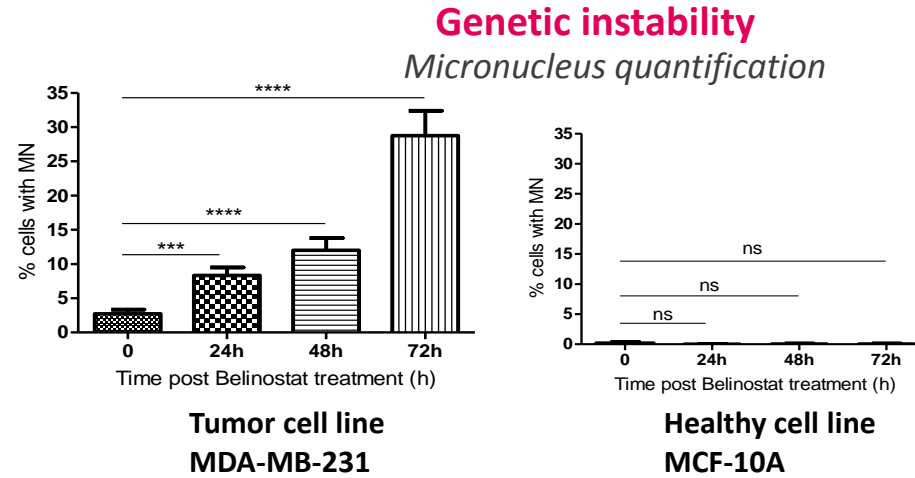 Genetic instability
Micronucleus quantification
% cells with MN
35
30
25
20
15
10
5
0
****
****
***
0 24h 48h 72h
Time post Belinostat treatment (h)
Tumor cell line
MDA-MB-231
% cells with MN
35
30
25
20
15
10
5
0
ns
ns
ns
0 24h 48h 72h
Time post Belinostat treatment (h)
Healthy cell line
MCF-10A